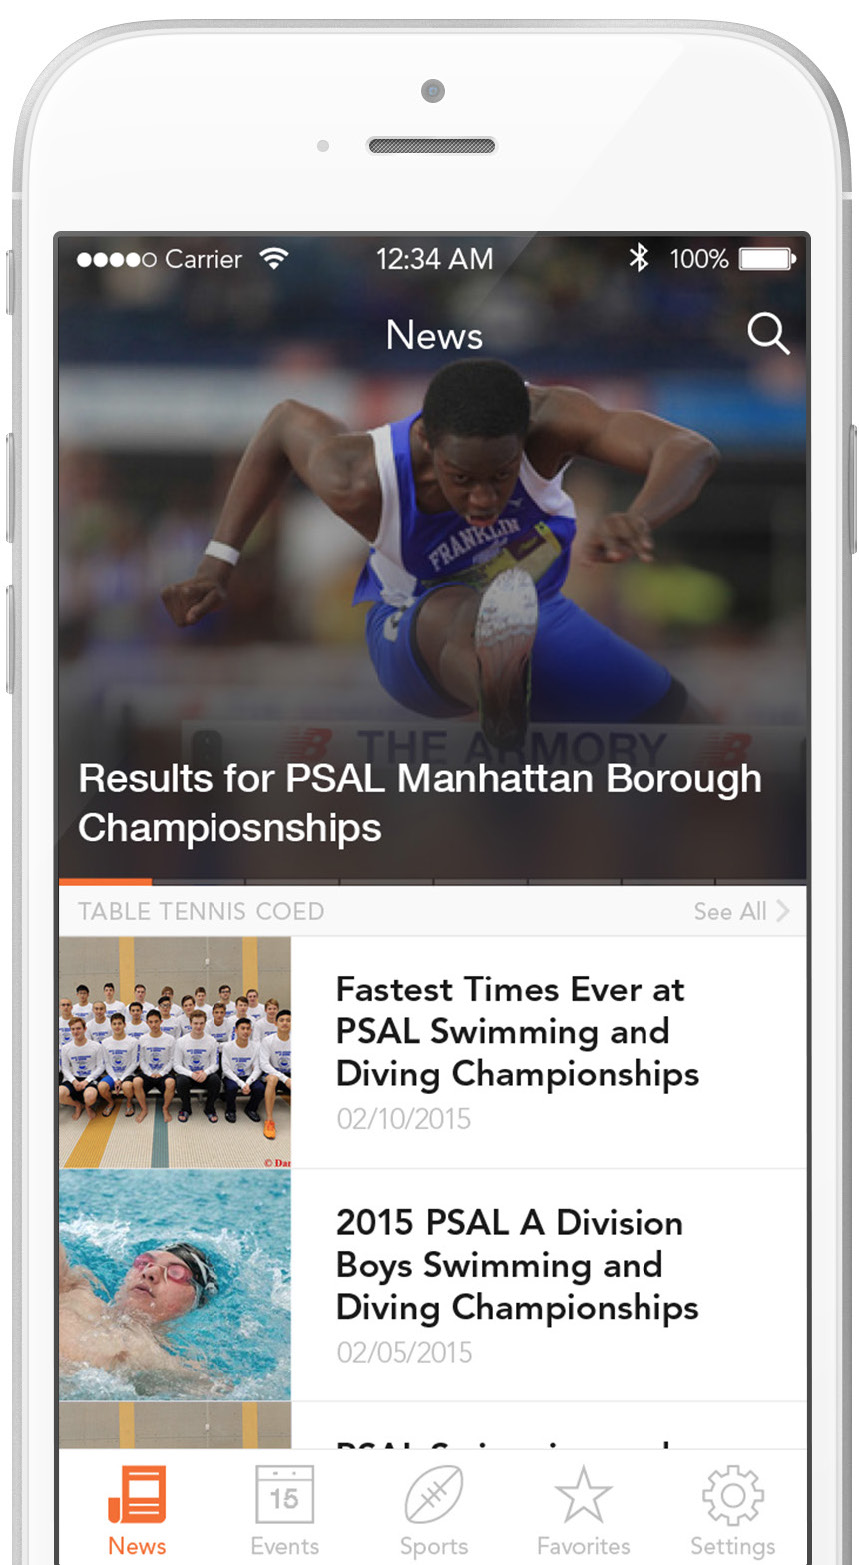 Carrier 12:34 AM 100%
News
FRANKLIN
THE ARMORY
Results for PSAL Manhattan Borough
Champiosnships
TABLE TENNIS COED See All
Fastest Times Ever at
PSAL Swimming and
Diving Championships
02/10/2015
© Dan
2015 PSAL A Division
Boys Swimming and
Diving Championships
02/05/2015
15
News Events Sports Favorites Settings